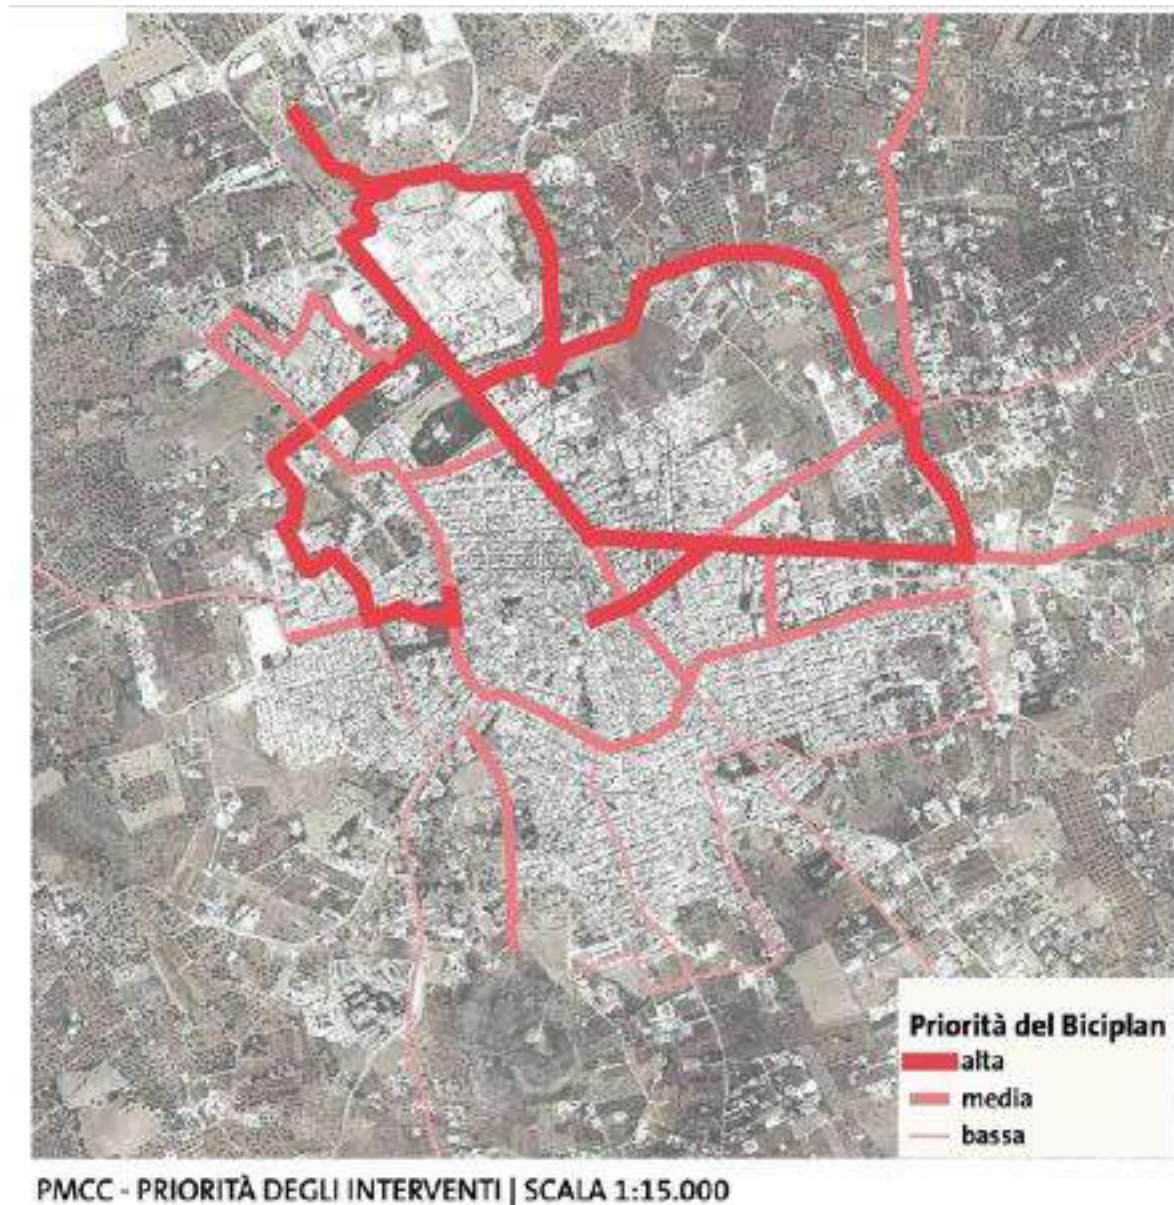 Priorità del Biciplan
alta
media
bassa
PMCC - PRIORITÀ DEGLI INTERVENTI | SCALA 1:15.000